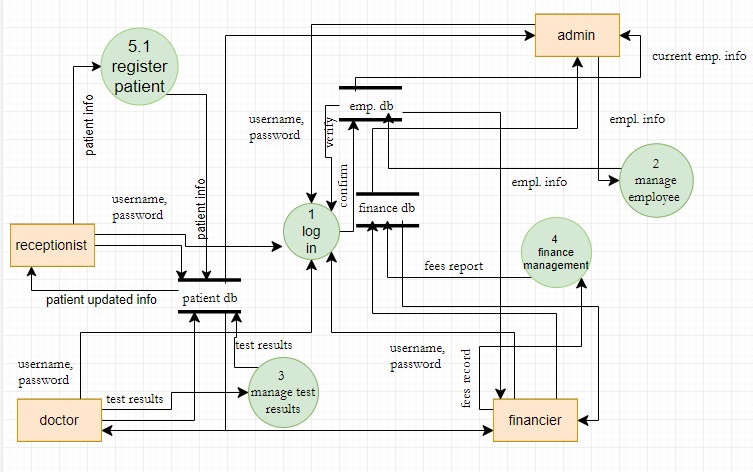 5.1
register
patient
admin
current emp. info
patient info
username,
password
emp. db
verify
empl. info
2
manage
employee
confirm
empl. info
username,
password
patient info
finance db
1
log
in
receptionist
4
finance
management
fees report
patient updated info
patient db
test results
username,
password
username,
password
fees record
3
manage test
results
test results
doctor
financier